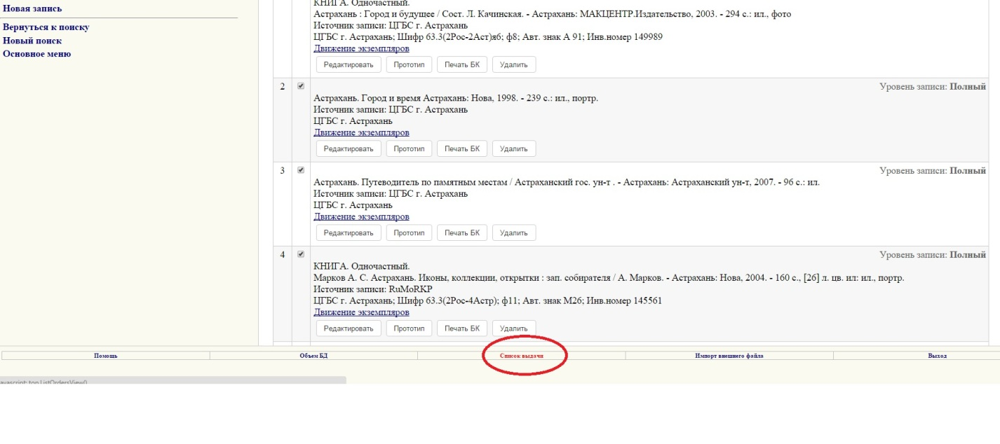 Новая запись
Вернуться к поиску
Новый поиск
Основное меню
КНИГА. Одночастный.
Астрахань : Город и будущее / Сост. Л. Качинская. - Астрахань: МАКЦЕНТР.Издательство, 2003. - 294 с.: ил., фото
Источник записи: ЦГБС г. Астрахань
ЦГБС г. Астрахань; Шифр 63.3(2Рос-2Аст)яб; ф8; Авт. знак А 91; Инв.номер 149989
Движение экземпляров
Редактировать Прототип Печать БК Удалить
2 Уровень записи: Полный
Астрахань. Город и время Астрахань: Нова, 1998. - 239 с.: ил., портр.
Источник записи: ЦГБС г. Астрахань
ЦГБС г. Астрахань
Движение экземпляров
Редактировать Прототип Печать БК Удалить
3 Уровень записи: Полный
Астрахань. Путеводитель по памятным местам / Астраханский гос. ун-т . - Астрахань: Астраханский ун-т, 2007. - 96 с.: ил.
Источник записи: ЦГБС г. Астрахань
ЦГБС г. Астрахань
Движение экземпляров
Редактировать Прототип Печать БК Удалить
4 Уровень записи: Полный
КНИГА. Одночастный.
Марков А. С. Астрахань. Иконы, коллекции, открытки : зап. собирателя / А. Марков. - Астрахань: Нова, 2004. - 160 с., [26] л. цв. ил: ил., портр.
Источник записи: RuMoRKP
ЦГБС г. Астрахань; Шифр 63.3(2Рос-4Астр); ф11; Авт. знак М26; Инв.номер 145561
Движение экземпляров
Редактировать Прототип Печать БК Удалить
Помощь Объем БД Список выдачи Импорт внешнего файла Выход
avascript: top.ListOrdersView()